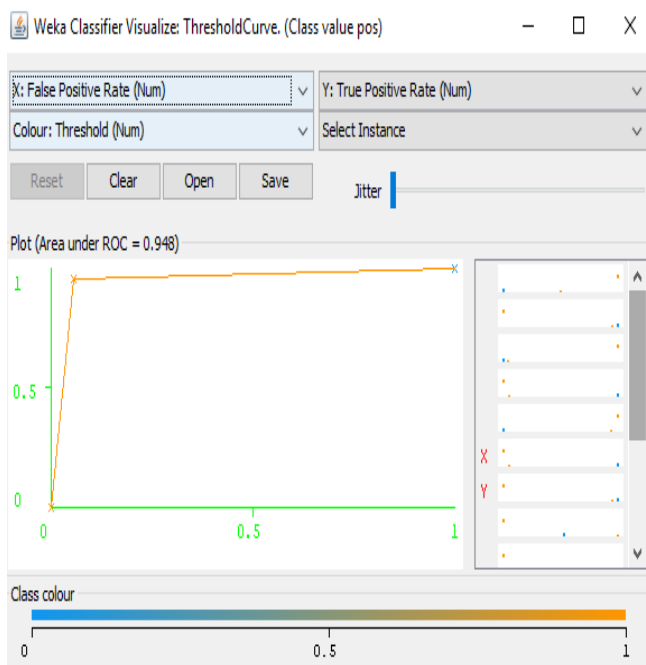 Weka Classifier Visualize: ThresholdCurve. (Class value pos)
X: False Positive Rate (Num)
Y: True Positive Rate (Num)
Colour: Threshold (Num)
Select Instance
Reset
Clear
Open
Save
Jitter
Plot (Area under ROC = 0.948)
1
0.5
0
0
0.5
1
X
Y
Class colour
0
0.5
1